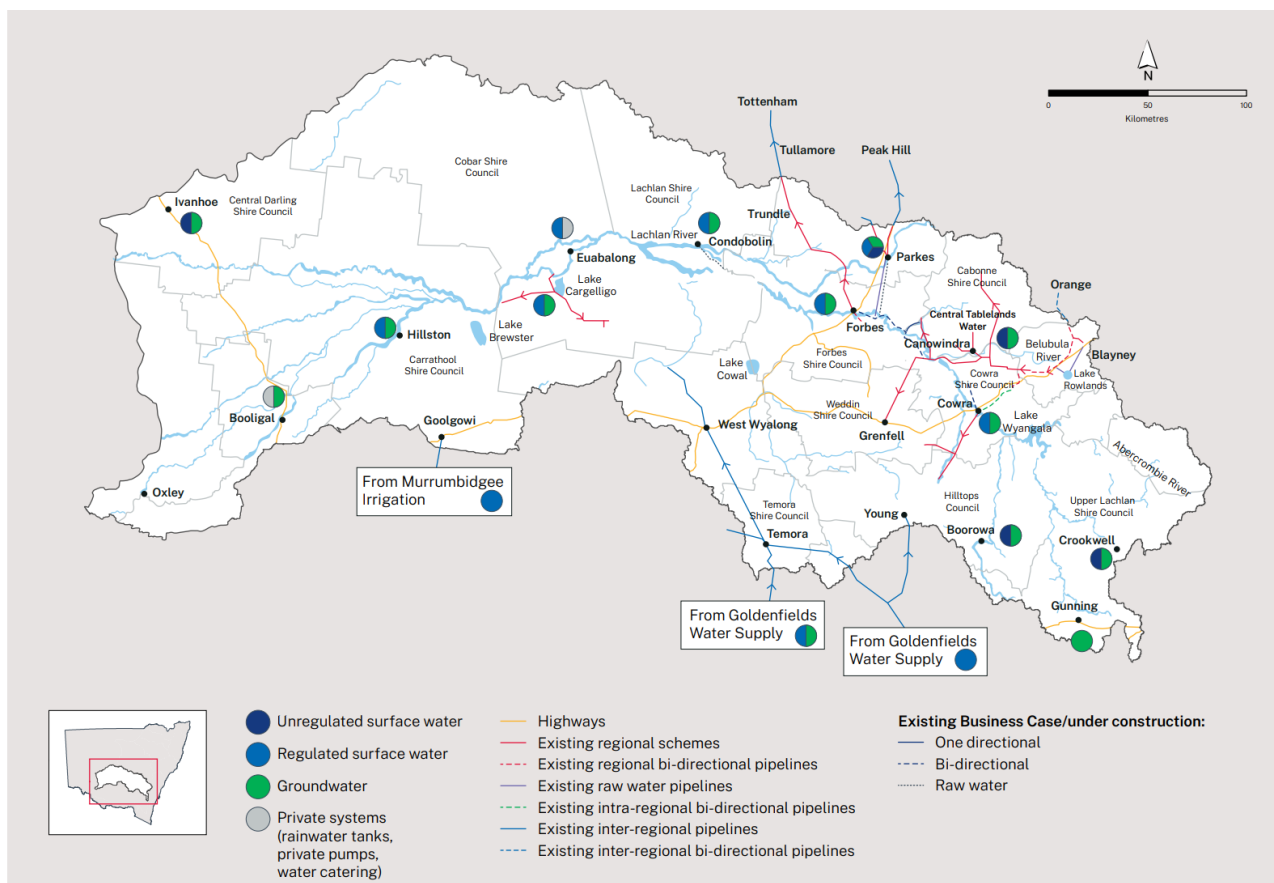 Tottenham
Tullamore
Peak Hill
N
0
50
100
Kilometres
Cobar Shire
Council
Lachlan Shire
Council
Trundle
Ivanhoe
Central Darling
Shire Council
Lachlan River
Condobolin
Euabalong
Parkes
Cabonne
Shire Council
Orange
Lake
Cargelligo
Forbes
Central Tablelands
Water
Canowindra
Belubula
River
Blayney
Hillston
Lake
Brewster
Carrathool
Shire Council
Lake
Cowal
Forbes
Shire Council
Cowra
Shire Council
Lake
Rowlands
Booligal
Goolgowi
Weddin
Shire Council
Cowra
Lake
Wyangala
West Wyalong
Grenfell
Abercrombie River
From Murrumbidgee
Irrigation
Oxley
Temora
Shire Council
Temora
Young
Hilltops
Council
Boorowa
Upper Lachlan
Shire Council
Crookwell
Gunning
From Goldenfields
Water Supply
From Goldenfields
Water Supply
Unregulated surface water
Regulated surface water
Groundwater
Private systems
(rainwater tanks,
private pumps,
water catering)
Highways
Existing regional schemes
Existing regional bi-directional pipelines
Existing raw water pipelines
Existing intra-regional bi-directional pipelines
Existing inter-regional pipelines
Existing inter-regional bi-directional pipelines
Existing Business Case/under construction:
One directional
Bi-directional
Raw water